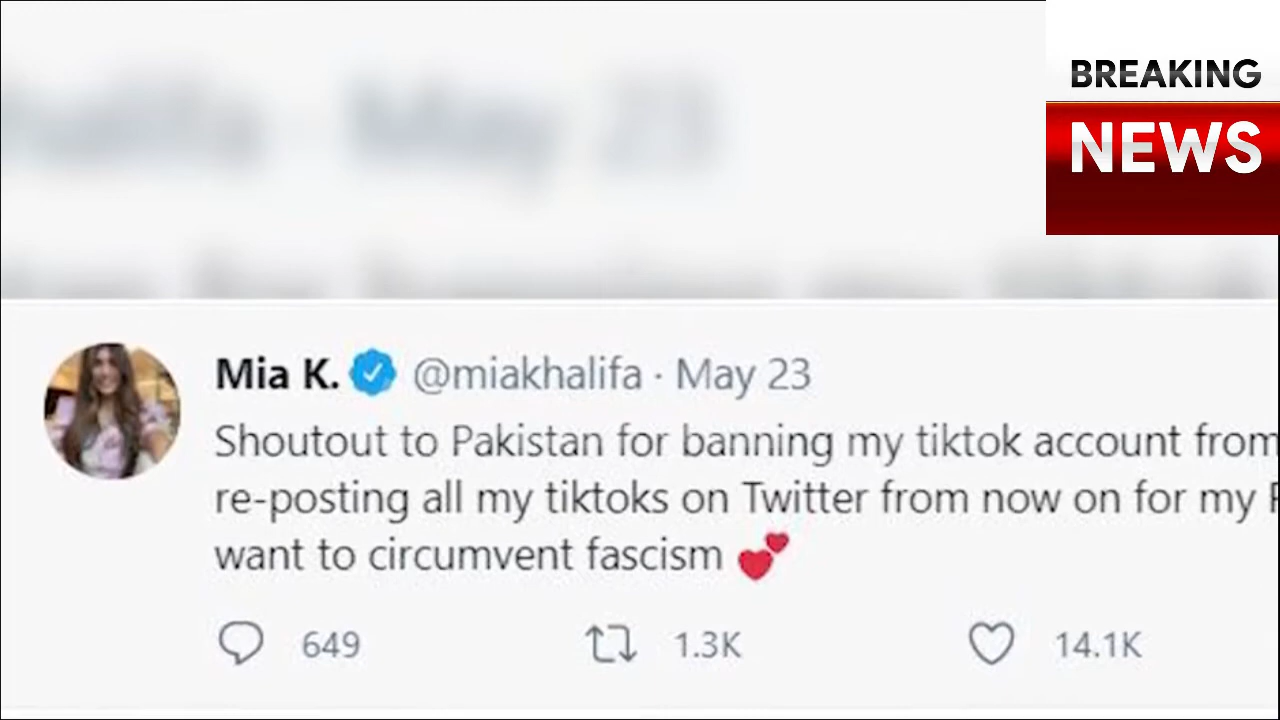 BREAKING
NEWS
Mia K. @miakhalifa · May 23
Shoutout to Pakistan for banning my tiktok account from
re-posting all my tiktoks on Twitter from now on for my
want to circumvent fascism 💕
649 1.3K 14.1K